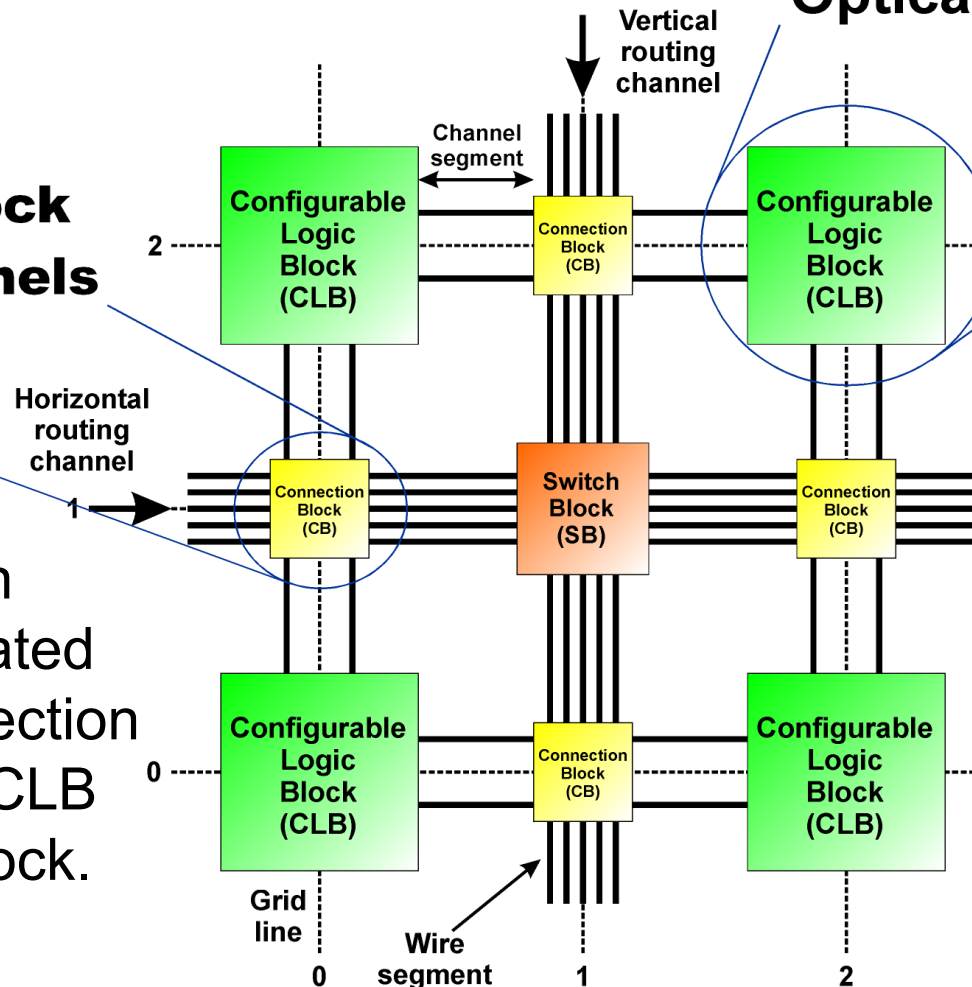 Optica
Vertical
routing
channel
Channel
segment
ock
nels
Configurable
Logic
Block
(CLB)
Connection
Block
(CB)
Configurable
Logic
Block
(CLB)
2
Horizontal
routing
channel
1
Connection
Block
(CB)
Switch
Block
(SB)
Connection
Block
(CB)
n
ated
ection
CLB
ock.
Configurable
Logic
Block
(CLB)
Connection
Block
(CB)
Configurable
Logic
Block
(CLB)
0
Grid
line
Wire
segment
0
1
2